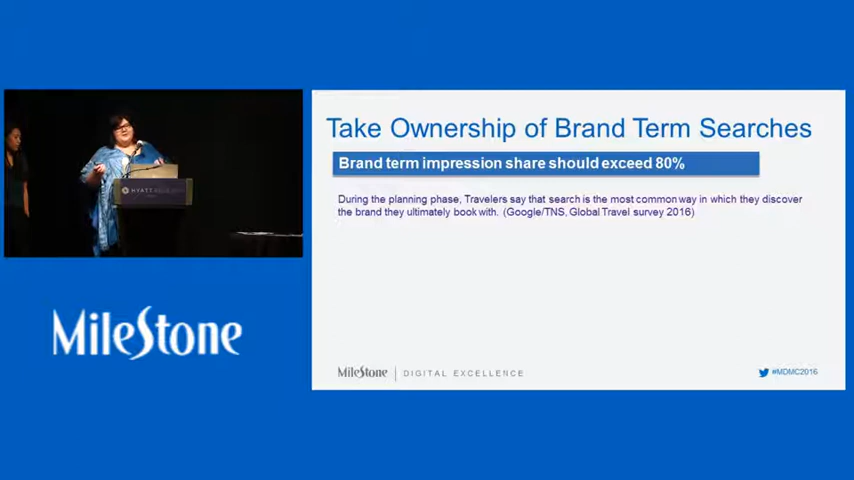 Take Ownership of Brand Term Searches
Brand term impression share should exceed 80%
During the planning phase, Travelers say that search is the most common way in which they discover
the brand they ultimately book with. (Google/TNS, Global Travel survey 2016)
HYATT
MileStone
MileStone | DIGITAL EXCELLENCE
#MDMC2016